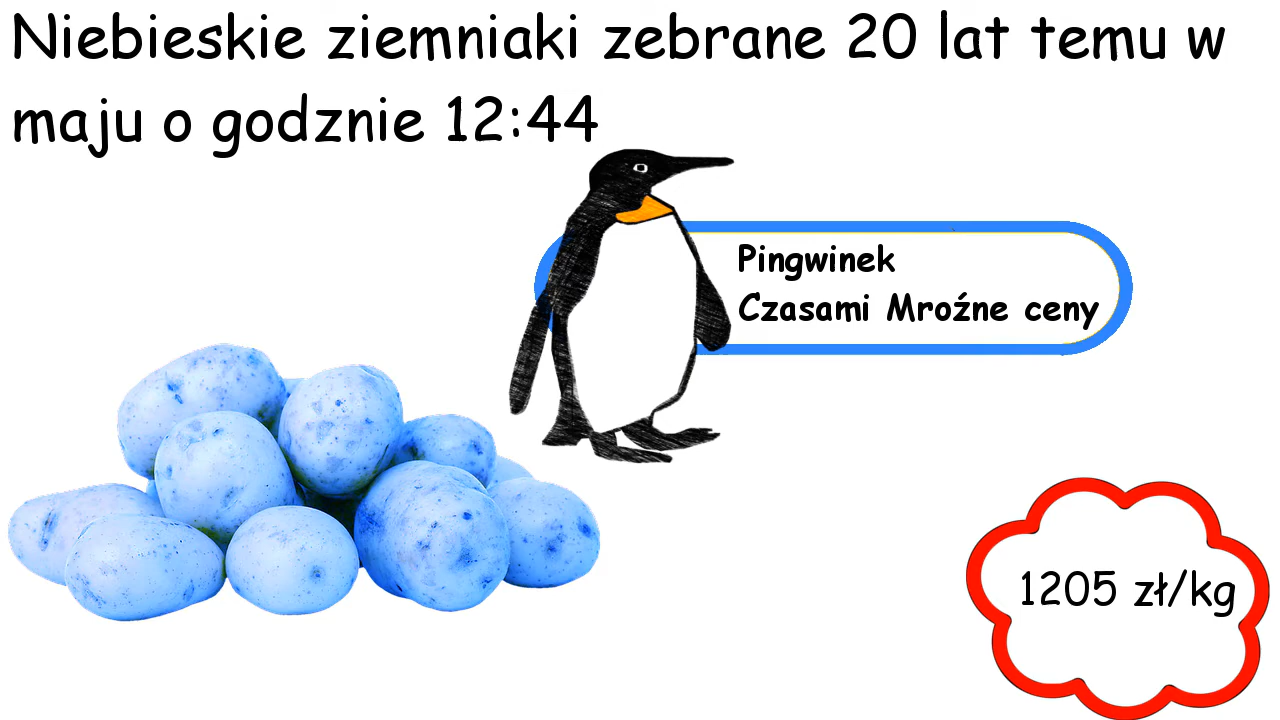 Niebieskie ziemniaki zebrane 20 lat temu w
maju o godznie 12:44
Pingwinek
Czasami Mroźne ceny
1205 zł/kg